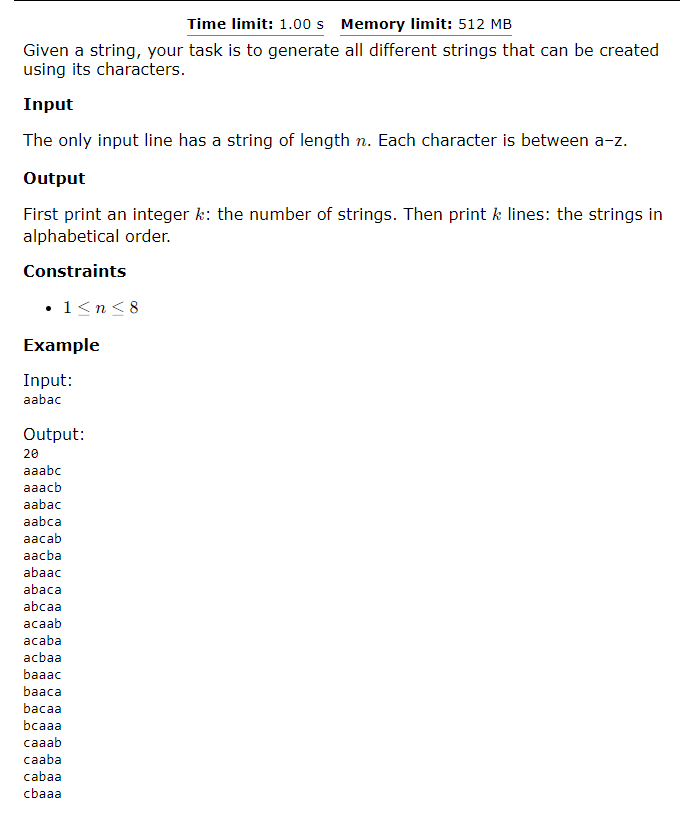 Time limit: 1.00 s Memory limit: 512 MB
Given a string, your task is to generate all different strings that can be created
using its characters.
Input
The only input line has a string of length n. Each character is between a–z.
Output
First print an integer k: the number of strings. Then print k lines: the strings in
alphabetical order.
Constraints
• 1 ≤ n ≤ 8
Example
Input:
aabac
Output:
20
aaabc
aaacb
aabac
aabca
aacab
aacba
abaac
abaca
abcaa
acaab
acaba
acbaa
baaac
baaca
bacaa
bcaaa
caaab
caaba
cabaa
cbaaa